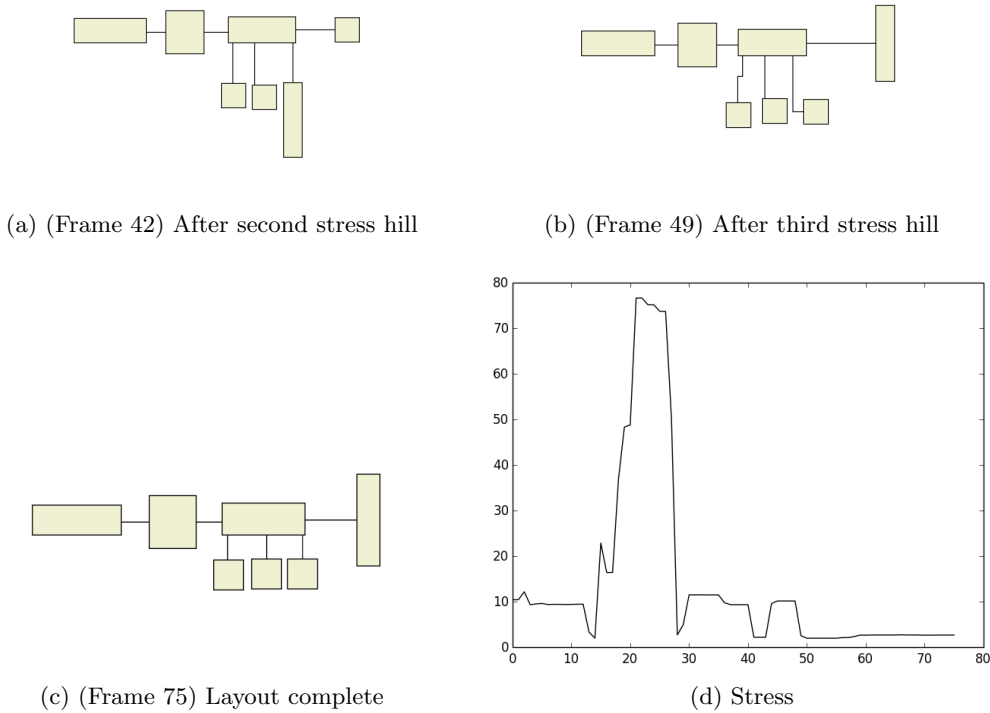 (a) (Frame 42) After second stress hill
(b) (Frame 49) After third stress hill
(c) (Frame 75) Layout complete
80
70
60
50
40
30
20
10
0
0 10 20 30 40 50 60 70 80
(d) Stress